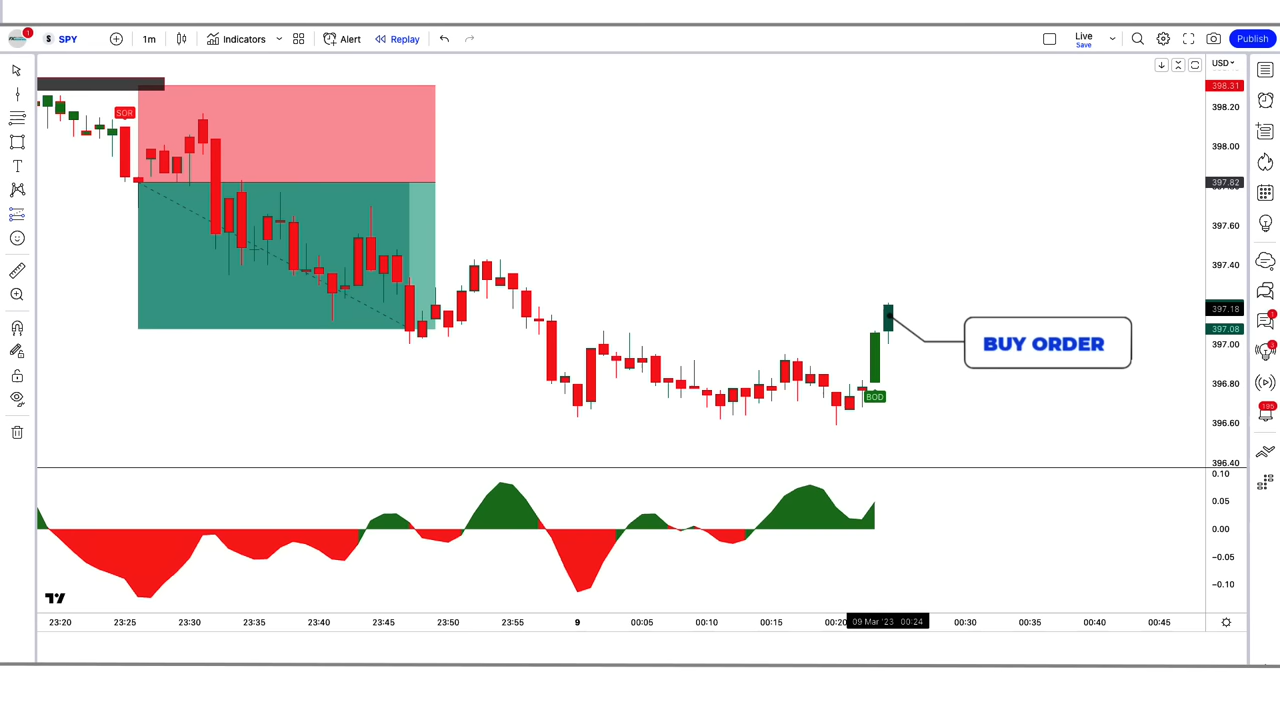 1
S SPY
1m
Indicators
Alert
Replay
Live
Save
Publish
USD
398.31
398.20
398.00
397.82
397.60
397.40
397.18
397.08
397.00
396.80
396.60
396.40
SOR
BOD
BUY ORDER
0.10
0.05
0.00
−0.05
−0.10
23:20
23:25
23:30
23:35
23:40
23:45
23:50
23:55
9
00:05
00:10
00:15
00:20
09 Mar '23 00:24
00:30
00:35
00:40
00:45
1
195